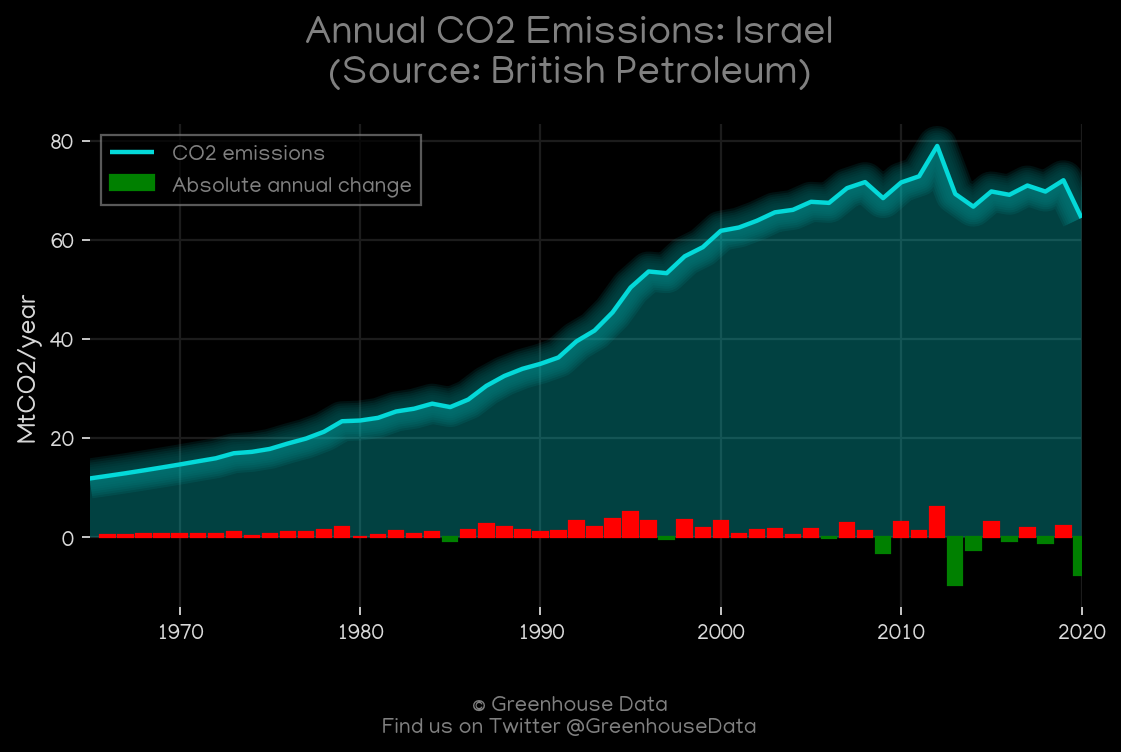 Annual CO2 Emissions: Israel
(Source: British Petroleum)
CO2 emissions
Absolute annual change
MtCO2/year
80
60
40
20
0
1970 1980 1990 2000 2010 2020
© Greenhouse Data
Find us on Twitter @GreenhouseData